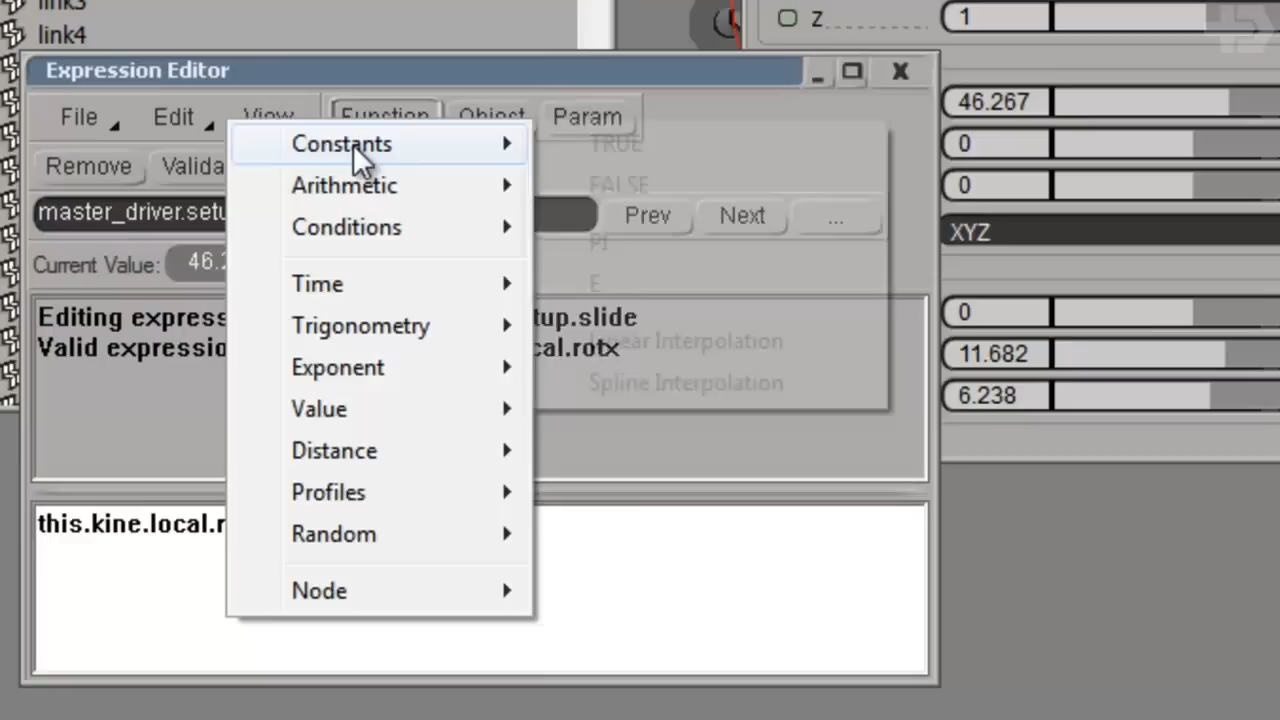 link3
link4
Z
1
Expression Editor
File Edit View Function Object Param
46.267
Remove Valida
0
0
master_driver.setu
Prev Next ...
XYZ
Current Value: 46.2
Constants
Arithmetic
Conditions
Time
Trigonometry
Exponent
Value
Distance
Profiles
Random
Node
TRUE
FALSE
PI
E
Linear Interpolation
Spline Interpolation
Editing express tup.slide
Valid expressio cal.rotx
0
11.682
6.238
this.kine.local.r